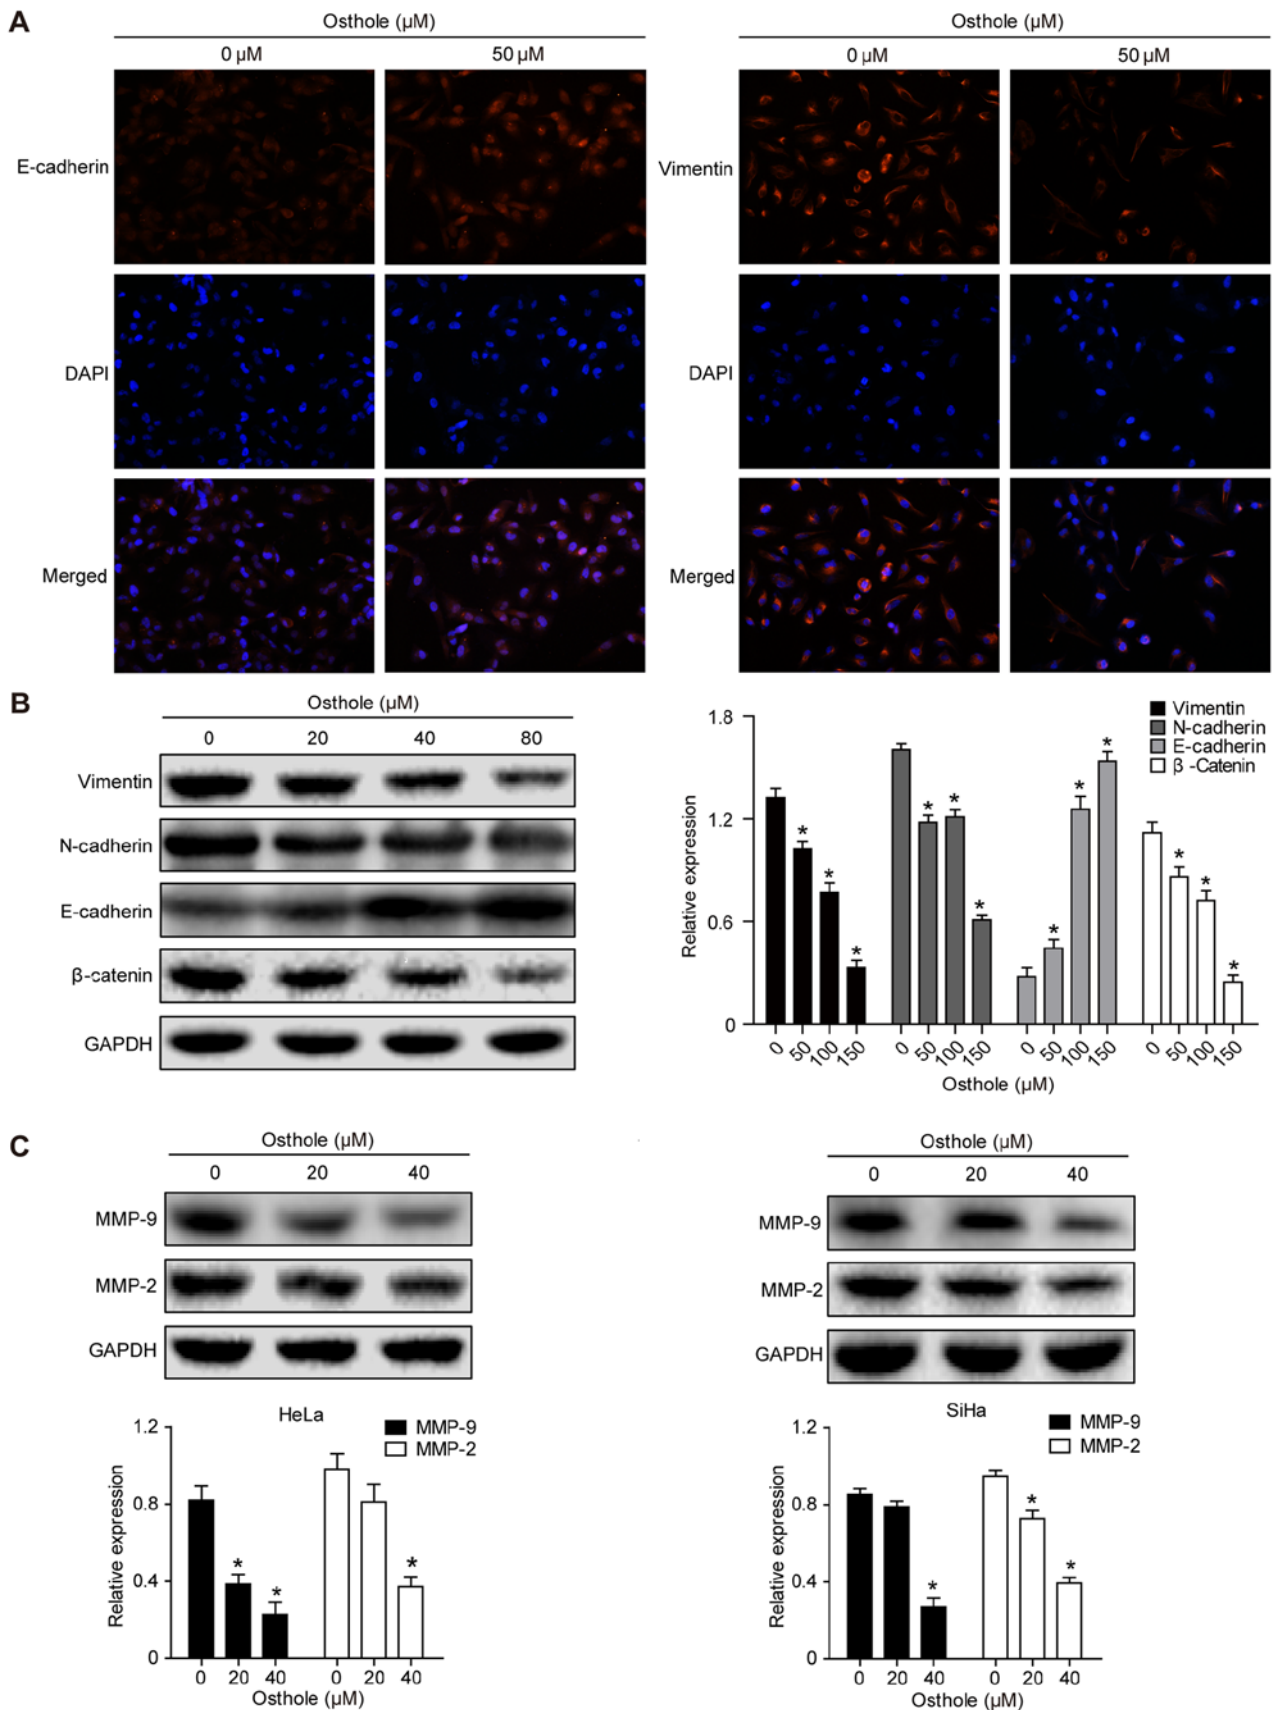 A
Osthole (μM)
0 μM
50 μM
E-cadherin
DAPI
Merged
Osthole (μM)
0 μM
50 μM
Vimentin
DAPI
Merged
B
Osthole (μM)
0 20 40 80
Vimentin
N-cadherin
E-cadherin
β-catenin
GAPDH
Vimentin
N-cadherin
E-cadherin
β -Catenin
Relative expression
1.8
1.2
0.6
0
* * * * * * * * * * * *
0 50 100 150 0 50 100 150 0 50 100 150 0 50 100 150
Osthole (μM)
C
Osthole (μM)
0 20 40
MMP-9
MMP-2
GAPDH
HeLa
MMP-9
MMP-2
Relative expression
1.2
0.8
0.4
0
* * *
0 20 40 0 20 40
Osthole (μM)
Osthole (μM)
0 20 40
MMP-9
MMP-2
GAPDH
SiHa
MMP-9
MMP-2
Relative expression
1.2
0.8
0.4
0
* * *
0 20 40 0 20 40
Osthole (μM)